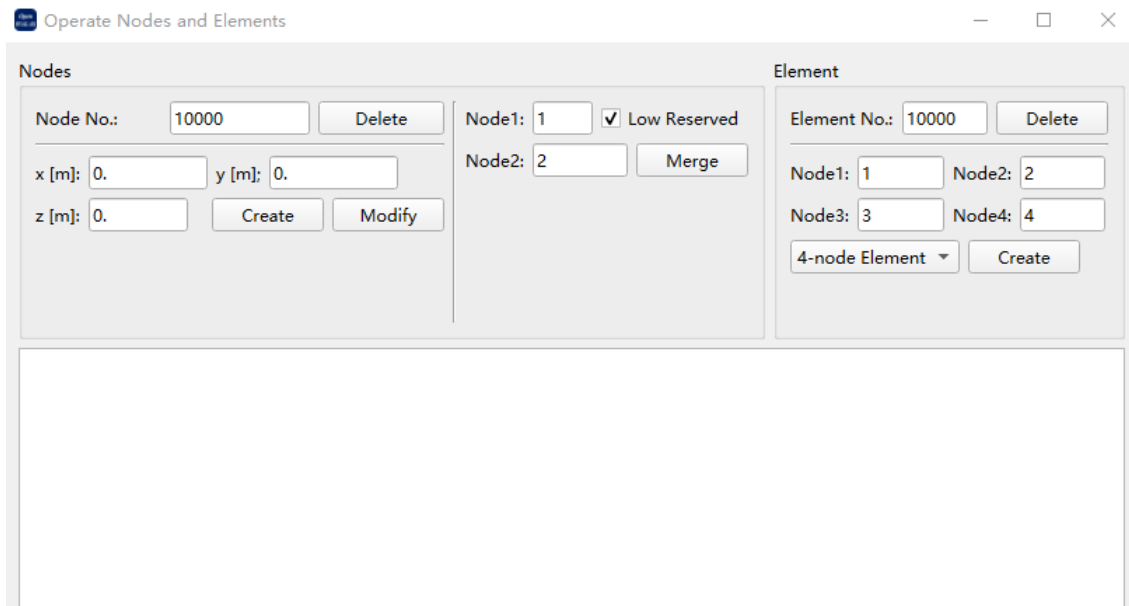 Operate Nodes and Elements
Nodes
Node No.: 10000 Delete
x [m]: 0. y [m]; 0.
z [m]: 0. Create Modify
Node1: 1 Low Reserved
Node2: 2 Merge
Element
Element No.: 10000 Delete
Node1: 1 Node2: 2
Node3: 3 Node4: 4
4-node Element Create